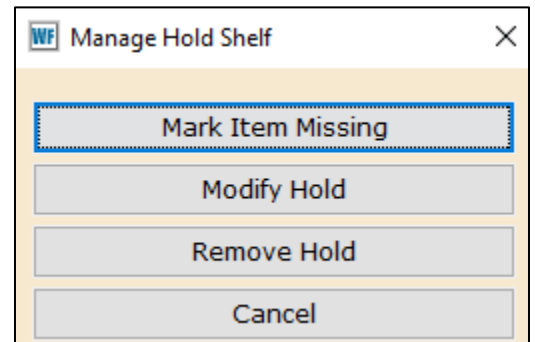 WF Manage Hold Shelf
Mark Item Missing
Modify Hold
Remove Hold
Cancel